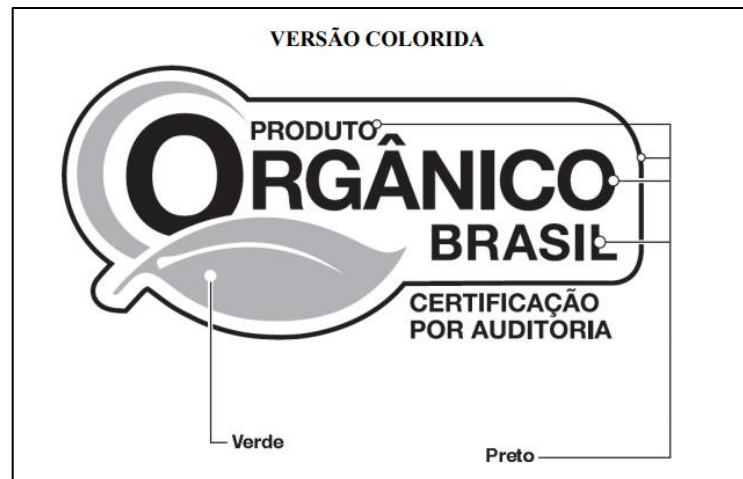 VERSÃO COLORIDA
PRODUTO
ORGÂNICO
BRASIL
CERTIFICAÇÃO
POR AUDITORIA
Verde
Preto